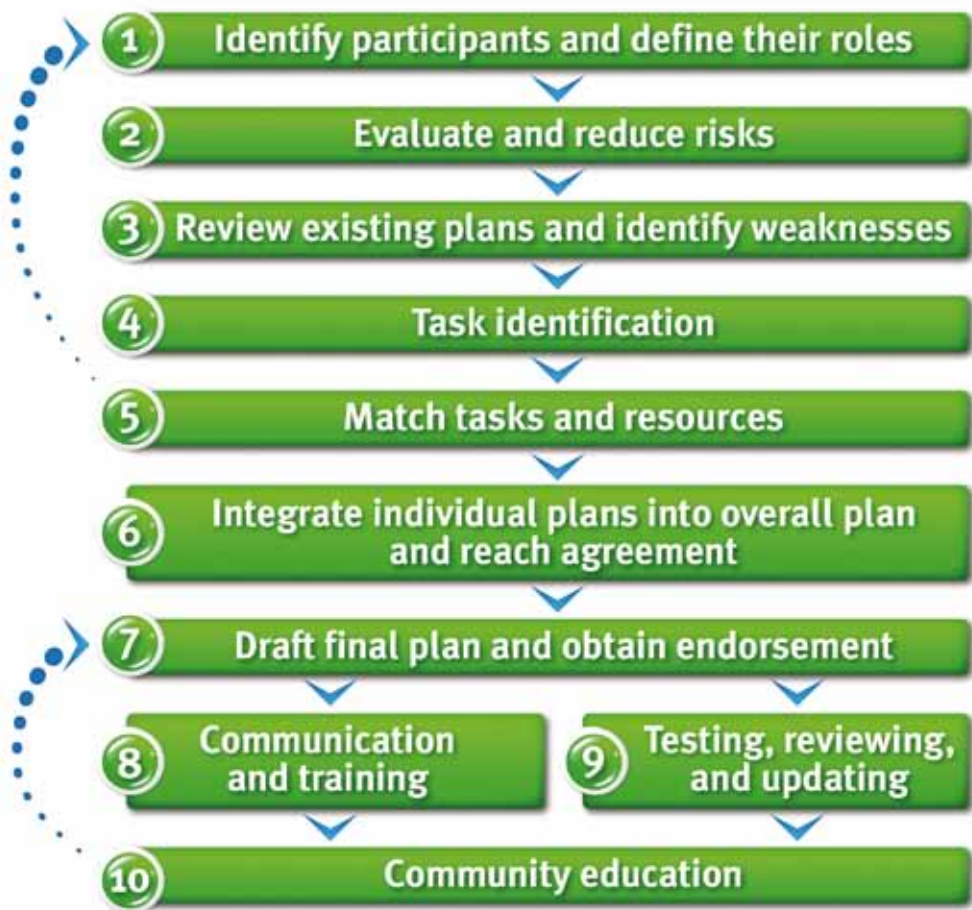 1 Identify participants and define their roles
2 Evaluate and reduce risks
3 Review existing plans and identify weaknesses
4 Task identification
5 Match tasks and resources
6 Integrate individual plans into overall plan
and reach agreement
7 Draft final plan and obtain endorsement
8 Communication
and training
9 Testing, reviewing,
and updating
10 Community education